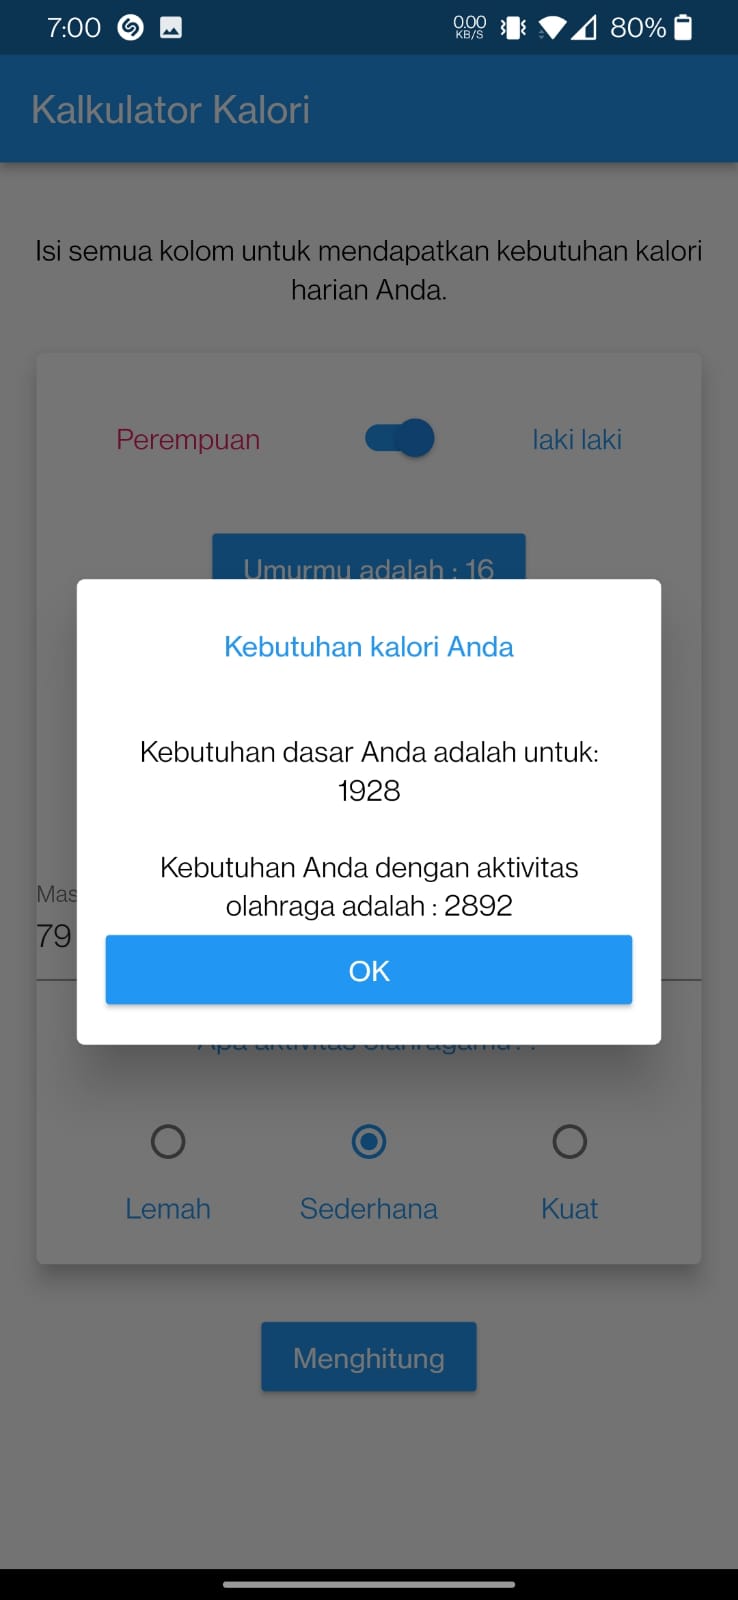 7:00
0.00
KB/S
80%
Kalkulator Kalori
Isi semua kolom untuk mendapatkan kebutuhan kalori
harian Anda.
Perempuan
laki laki
Umurmu adalah : 16
Kebutuhan kalori Anda
Kebutuhan dasar Anda adalah untuk:
1928
Kebutuhan Anda dengan aktivitas
olahraga adalah : 2892
Mas
79
OK
Lemah
Sederhana
Kuat
Menghitung